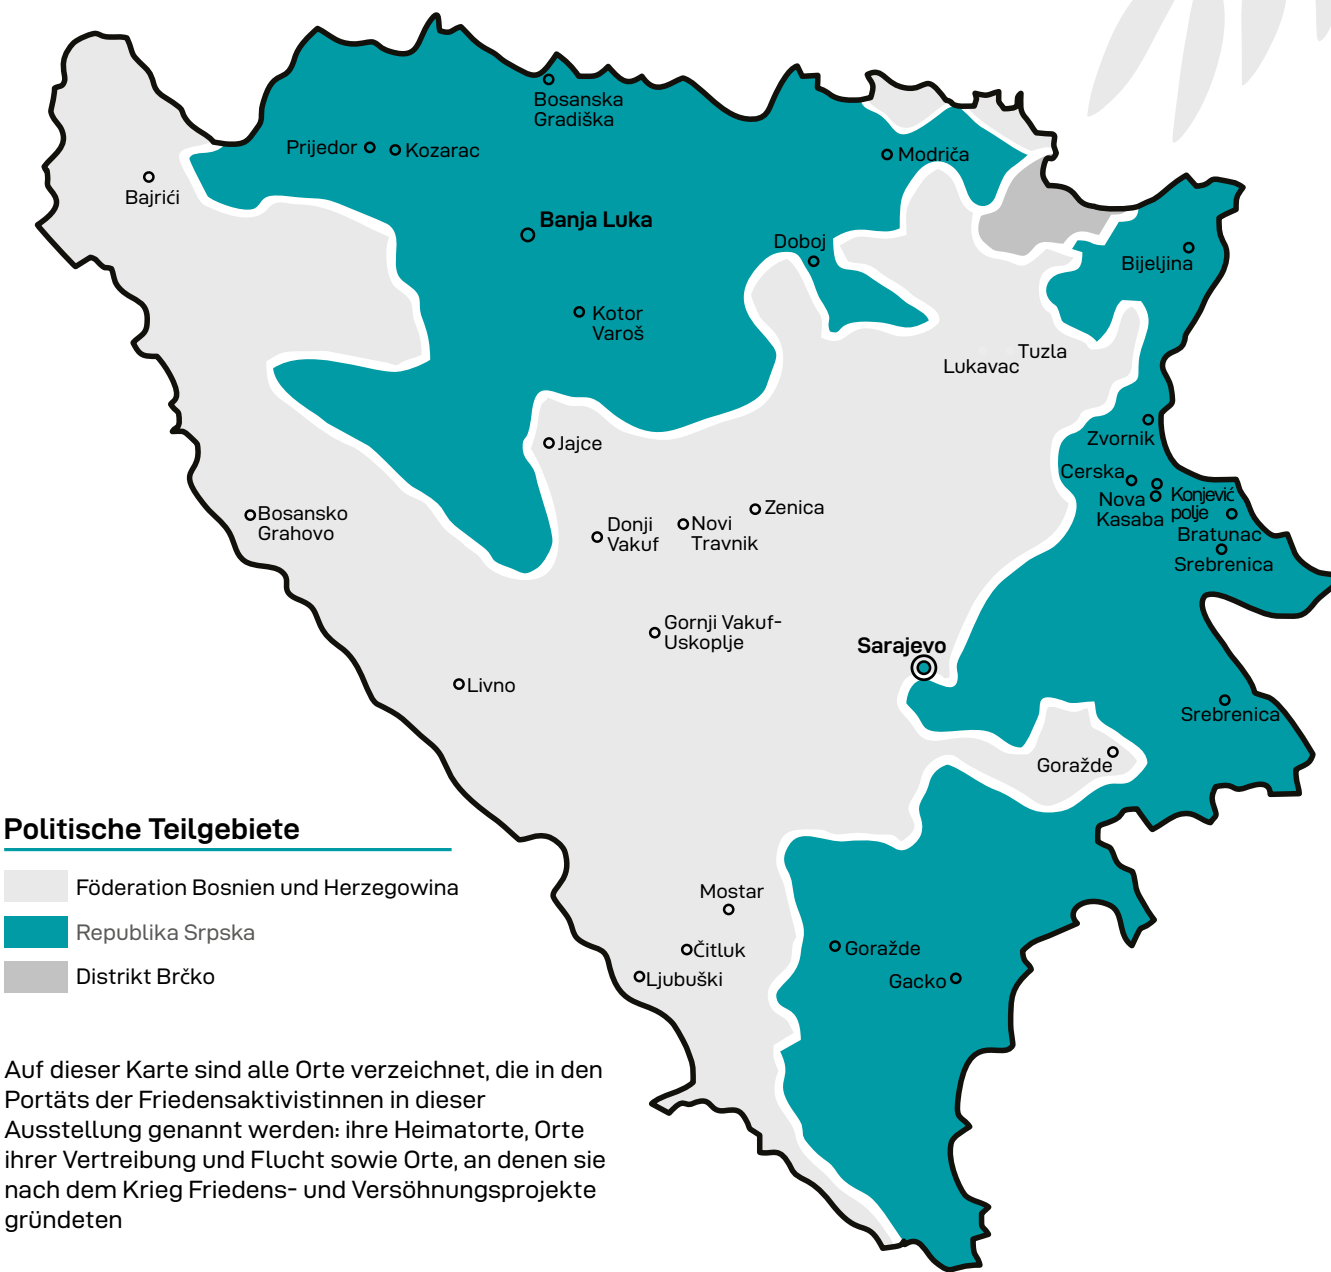 Bosanska
Gradiška
Prijedor
Kozarac
Modriča
Bajrići
Banja Luka
Doboj
Bijeljina
Kotor
Varoš
Tuzla
Lukavac
Zvornik
Jajce
Cerska
Nova
Kasaba
Konjević
polje
Bratunac
Srebrenica
Bosansko
Grahovo
Donji
Vakuf
Novi
Travnik
Zenica
Gornji Vakuf-
Uskoplje
Sarajevo
Livno
Srebrenica
Goražde
Politische Teilgebiete
Föderation Bosnien und Herzegowina
Republika Srpska
Distrikt Brčko
Mostar
Čitluk
Ljubuški
Goražde
Gacko
Auf dieser Karte sind alle Orte verzeichnet, die in den
Portäts der Friedensaktivistinnen in dieser
Ausstellung genannt werden: ihre Heimatorte, Orte
ihrer Vertreibung und Flucht sowie Orte, an denen sie
nach dem Krieg Friedens- und Versöhnungsprojekte
gründeten